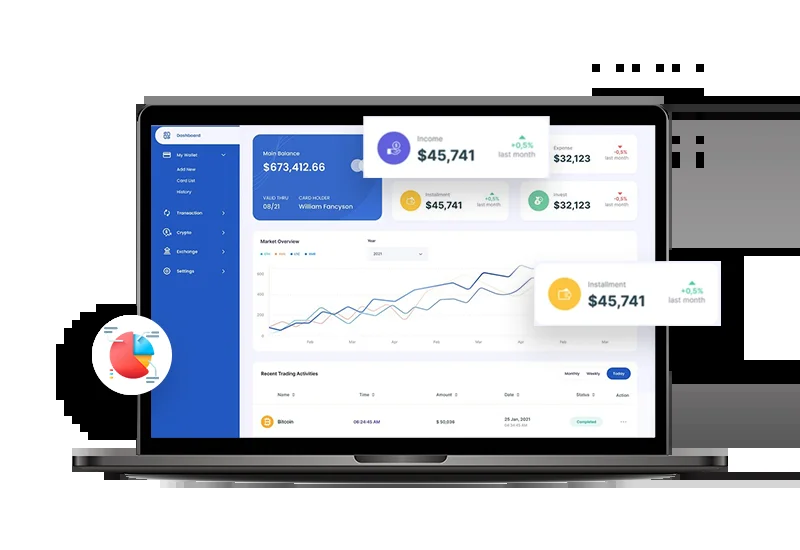 Dashboard
My Wallet
Add New
Card List
History
Transaction
Crypto
Exchange
Settings
Main Balance
$673,412.66
VALID THRU CARD HOLDER
08/21 William Fancyson
Income
$45,741
+0,5%
last month
Expense
$32,123
-0,5%
last month
Installment
$45,741
+0,5%
last month
Invest
$32,123
-0,5%
last month
Market Overview
Year
2021
600
400
200
0
Feb Mar Apr Feb Mar Apr Feb Mar
Installment
$45,741
+0,5%
last month
Recent Trading Activities
Monthly Weekly Today
Name Time Amount Date Status Action
Bitcoin 08:24:45 AM $ 50,036 25 Jan, 2021 Completed